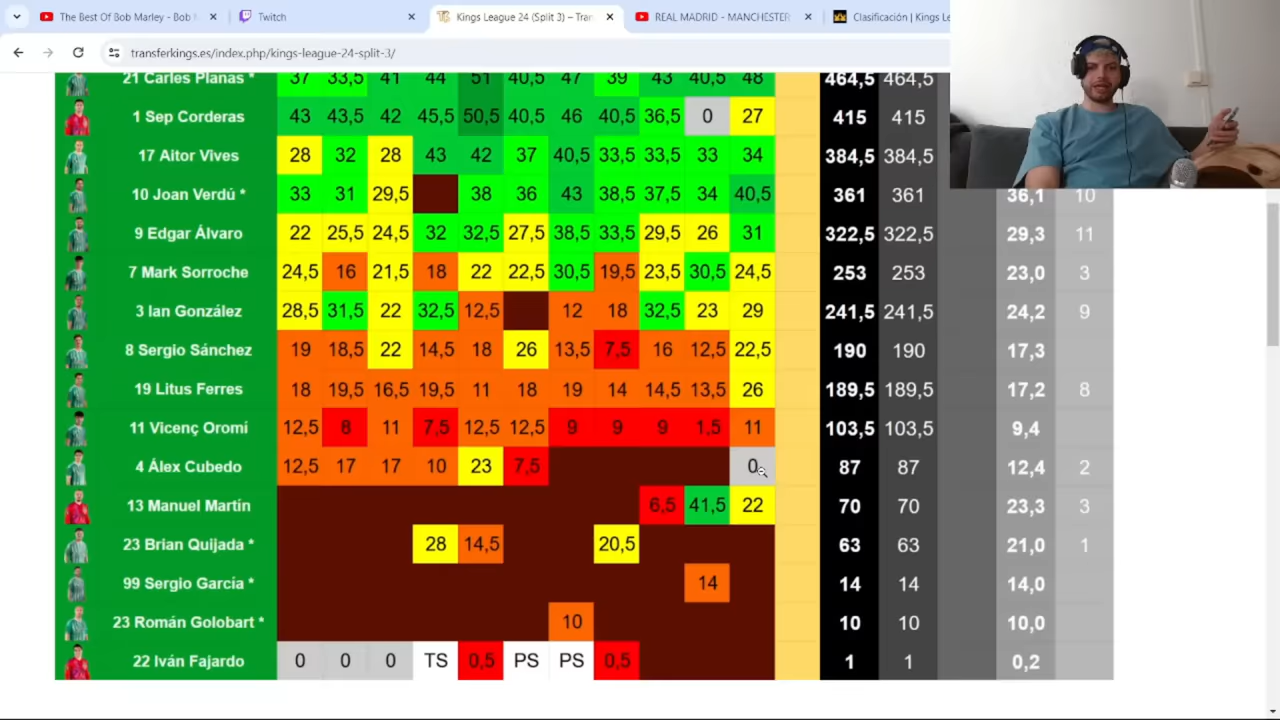 The Best Of Bob Marley - Bob
Twitch
Kings League 24 (Split 3) – Tran
REAL MADRID - MANCHESTER
Clasificación | Kings Le
transferkings.es/index.php/kings-league-24-split-3/
21 Carles Planas * 37 33,5 41 44 51 40,5 47 39 43 40,5 48 464,5 464,5
1 Sep Corderas 43 43,5 42 45,5 50,5 40,5 46 40,5 36,5 0 27 415 415
17 Aitor Vives 28 32 28 43 42 37 40,5 33,5 33,5 33 34 384,5 384,5
10 Joan Verdú * 33 31 29,5 38 36 43 38,5 37,5 34 40,5 361 361 36,1 10
9 Edgar Álvaro 22 25,5 24,5 32 32,5 27,5 38,5 33,5 29,5 26 31 322,5 322,5 29,3 11
7 Mark Sorroche 24,5 16 21,5 18 22 22,5 30,5 19,5 23,5 30,5 24,5 253 253 23,0 3
3 Ian González 28,5 31,5 22 32,5 12,5 12 18 32,5 23 29 241,5 241,5 24,2 9
8 Sergio Sánchez 19 18,5 22 14,5 18 26 13,5 7,5 16 12,5 22,5 190 190 17,3
19 Litus Ferres 18 19,5 16,5 19,5 11 18 19 14 14,5 13,5 26 189,5 189,5 17,2 8
11 Vicenç Oromí 12,5 8 11 7,5 12,5 12,5 9 9 9 1,5 11 103,5 103,5 9,4
4 Álex Cubedo 12,5 17 17 10 23 7,5 0 87 87 12,4 2
13 Manuel Martín 6,5 41,5 22 70 70 23,3 3
23 Brian Quijada * 28 14,5 20,5 63 63 21,0 1
99 Sergio García * 14 14 14 14,0
23 Román Golobart * 10 10 10 10,0
22 Iván Fajardo 0 0 0 TS 0,5 PS PS 0,5 1 1 0,2